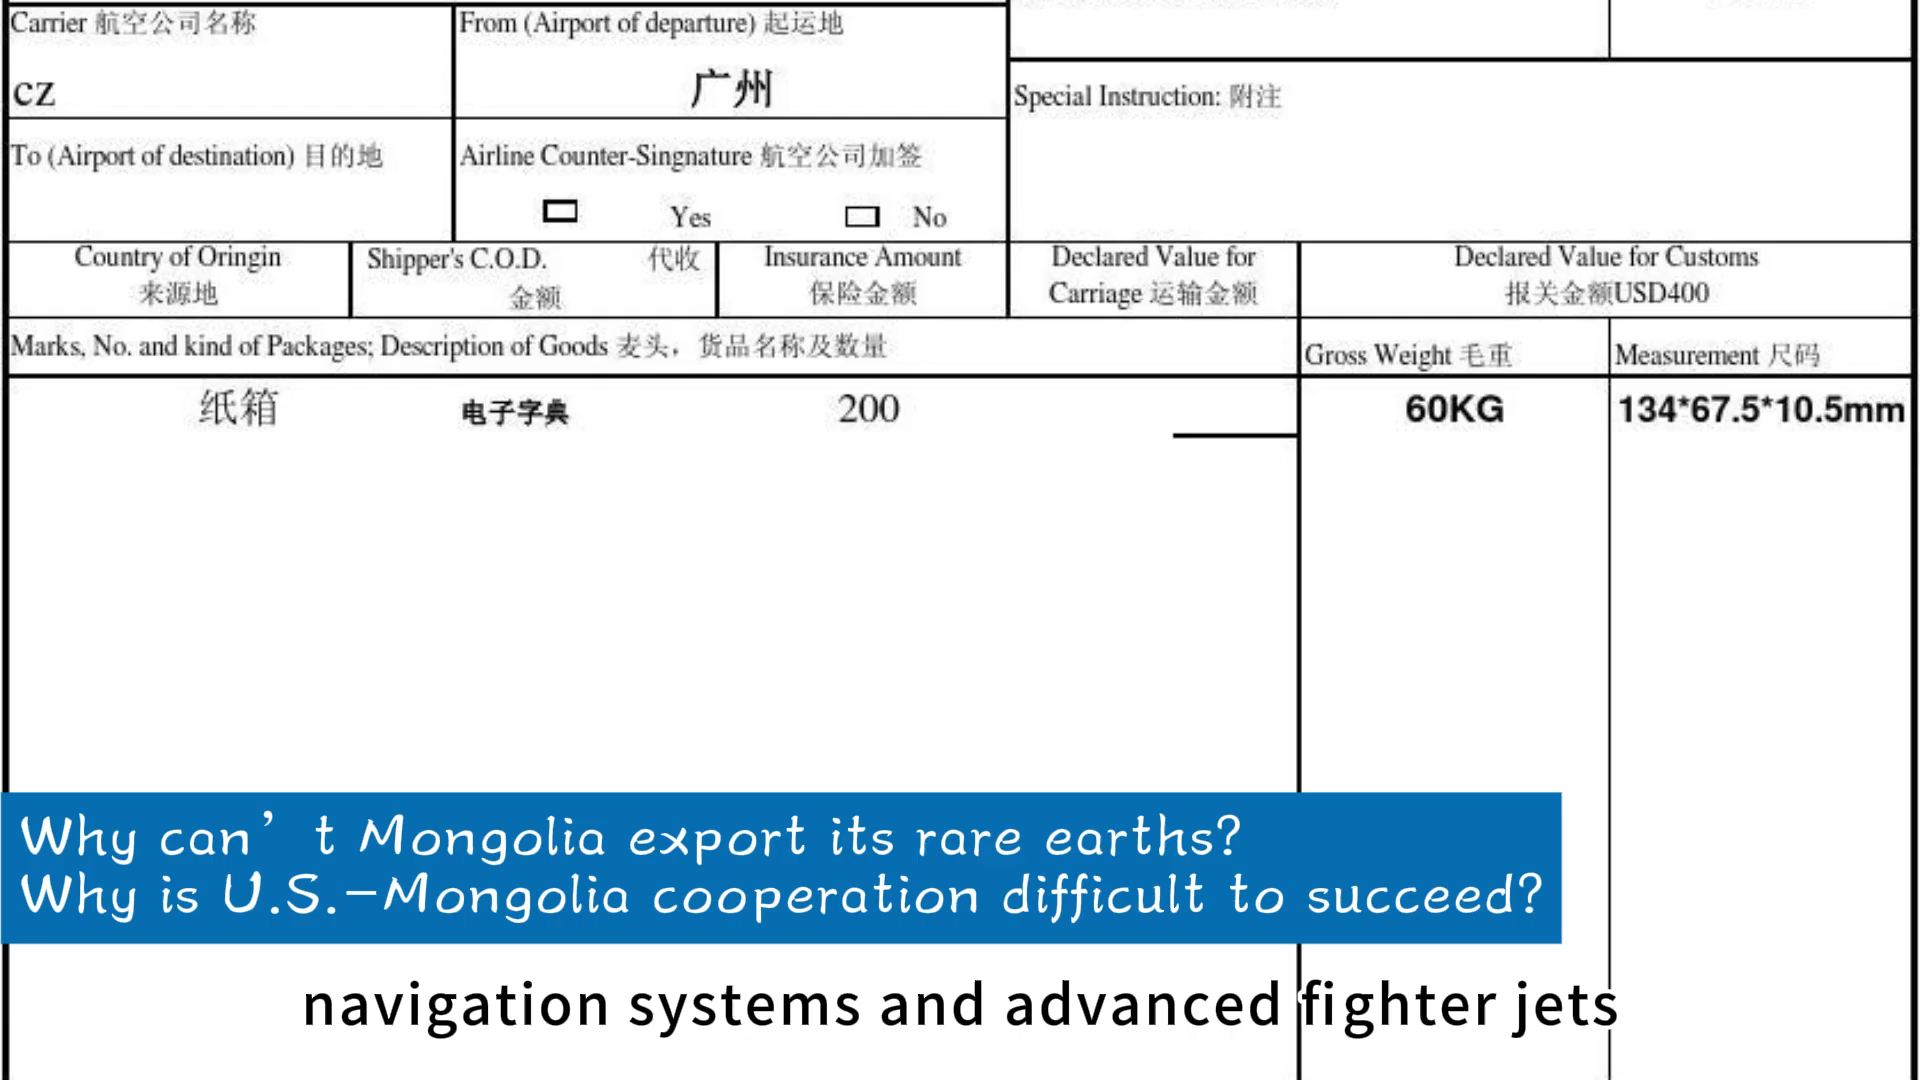 Carrier 航空公司名称
From (Airport of departure) 起运地
CZ
广州
Special Instruction: 附注
To (Airport of destination) 目的地
Airline Counter-Singnature 航空公司加签
Yes
No
Country of Oringin
来源地
Shipper's C.O.D. 代收
金额
Insurance Amount
保险金额
Declared Value for
Carriage 运输金额
Declared Value for Customs
报关金额USD400
Marks, No. and kind of Packages; Description of Goods 麦头，货品名称及数量
Gross Weight 毛重
Measurement 尺码
纸箱
电子字典
200
60KG
134*67.5*10.5mm
Why can’t Mongolia export its rare earths?
Why is U.S.-Mongolia cooperation difficult to succeed?
navigation systems and advanced fighter jets